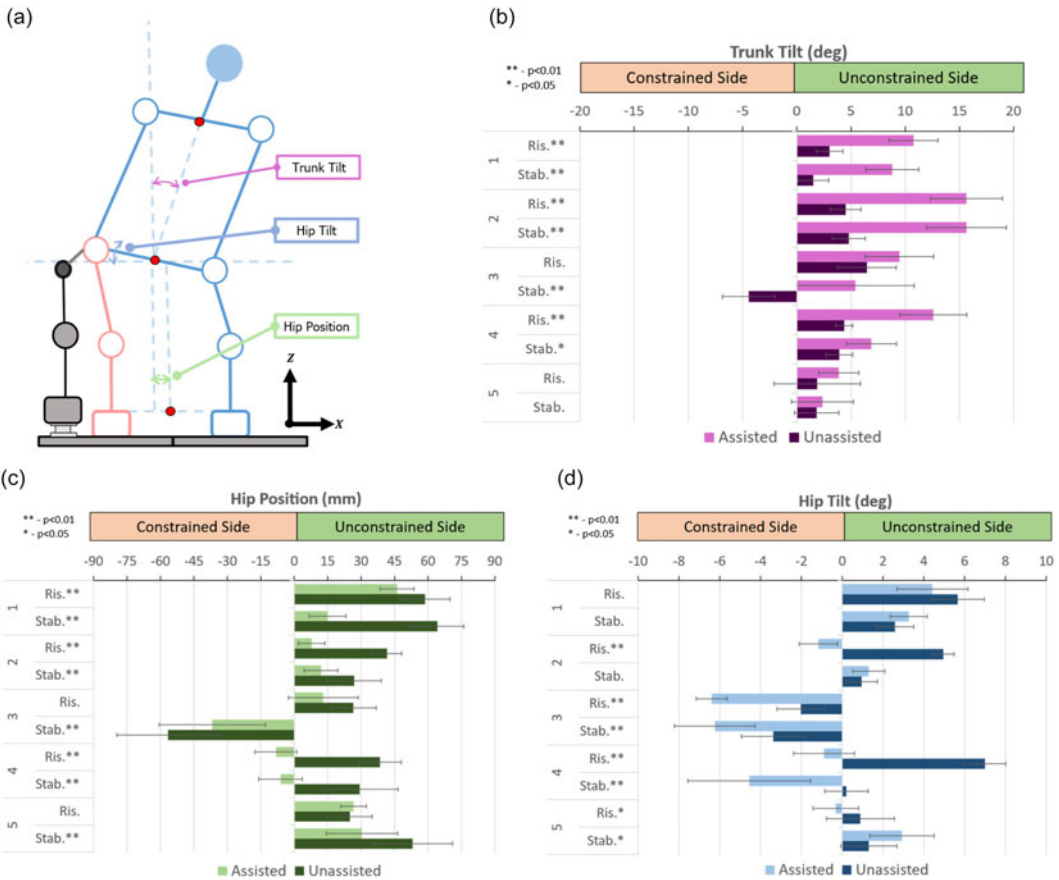 (a)
Trunk Tilt
Hip Tilt
Hip Position
Z
X
(b)
Trunk Tilt (deg)
** - p<0.01
* - p<0.05
Constrained Side
Unconstrained Side
-20 -15 -10 -5 0 5 10 15 20
1
Ris.**
Stab.**
2
Ris.**
Stab.**
3
Ris.
Stab.**
4
Ris.**
Stab.*
5
Ris.
Stab.
Assisted Unassisted
(c)
Hip Position (mm)
** - p<0.01
* - p<0.05
Constrained Side
Unconstrained Side
-90 -75 -60 -45 -30 -15 0 15 30 45 60 75 90
1
Ris.**
Stab.**
2
Ris.**
Stab.**
3
Ris.
Stab.**
4
Ris.**
Stab.**
5
Ris.
Stab.**
Assisted Unassisted
(d)
Hip Tilt (deg)
** - p<0.01
* - p<0.05
Constrained Side
Unconstrained Side
-10 -8 -6 -4 -2 0 2 4 6 8 10
1
Ris.
Stab.
2
Ris.**
Stab.
3
Ris.**
Stab.**
4
Ris.**
Stab.**
5
Ris.*
Stab.*
Assisted Unassisted